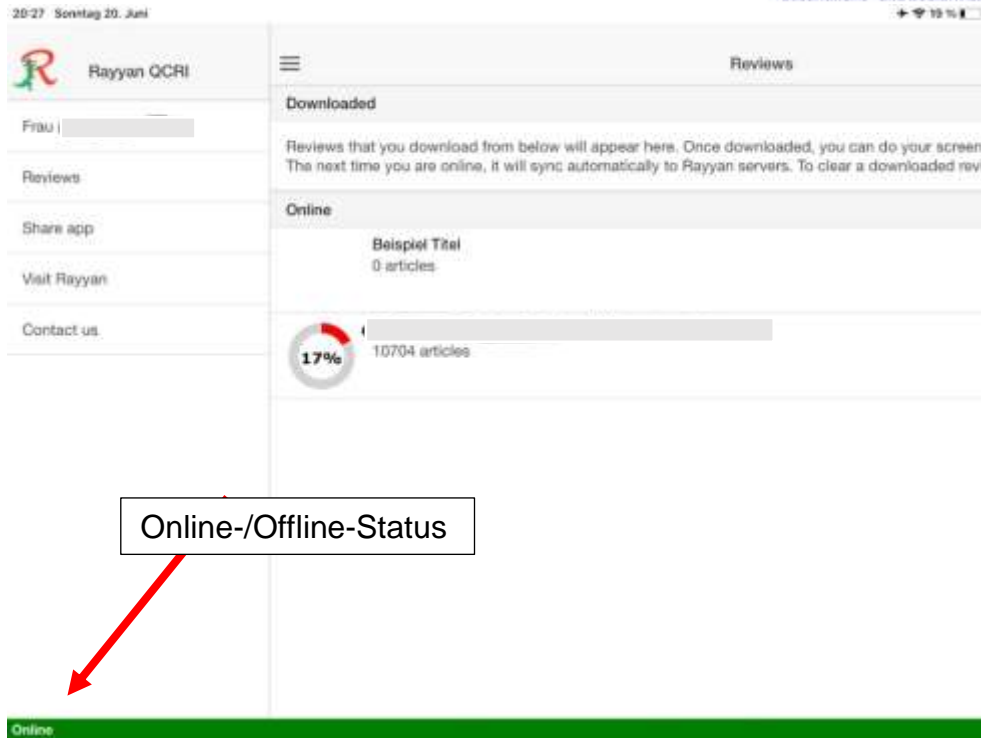 20:27 Sonntag 20. Juni
19 %
Rayyan QCRI
Reviews
Downloaded
Frau
Reviews that you download from below will appear here. Once downloaded, you can do your screen
The next time you are online, it will sync automatically to Rayyan servers. To clear a downloaded rev
Reviews
Online
Share app
Beispiel Titel
0 articles
Visit Rayyan
Contact us
17%
10704 articles
Online-/Offline-Status
Online